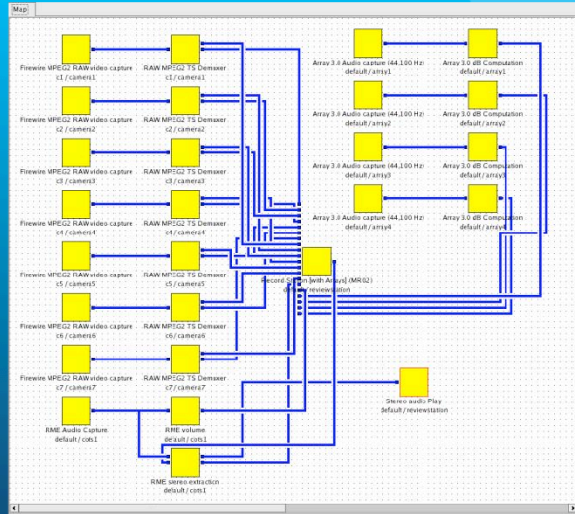 Map
Firewire MPEG2 RAW video capture
c1 / camera1
RAW MPEG2 TS Demuxer
c1 / camera1
Array 3.0 Audio capture (44,100 Hz)
default / array1
Array 3.0 dB Computation
default / array1
Firewire MPEG2 RAW video capture
c2 / camera2
RAW MPEG2 TS Demuxer
c2 / camera2
Array 3.0 Audio capture (44,100 Hz)
default / array2
Array 3.0 dB Computation
default / array2
Firewire MPEG2 RAW video capture
c3 / camera3
RAW MPEG2 TS Demuxer
c3 / camera3
Array 3.0 Audio capture (44,100 Hz)
default / array3
Array 3.0 dB Computation
default / array3
Firewire MPEG2 RAW video capture
c4 / camera4
RAW MPEG2 TS Demuxer
c4 / camera4
Array 3.0 Audio capture (44,100 Hz)
default / array4
Array 3.0 dB Computation
default / array4
Firewire MPEG2 RAW video capture
c5 / camera5
RAW MPEG2 TS Demuxer
c5 / camera5
Record Station [with Arrays] (MR02)
default / reviewstation
Firewire MPEG2 RAW video capture
c6 / camera6
RAW MPEG2 TS Demuxer
c6 / camera6
Firewire MPEG2 RAW video capture
c7 / camera7
RAW MPEG2 TS Demuxer
c7 / camera7
Stereo audio Play
default / reviewstation
RME Audio Capture
default / cots1
RME volume
default / cots1
RME stereo extraction
default / cots1